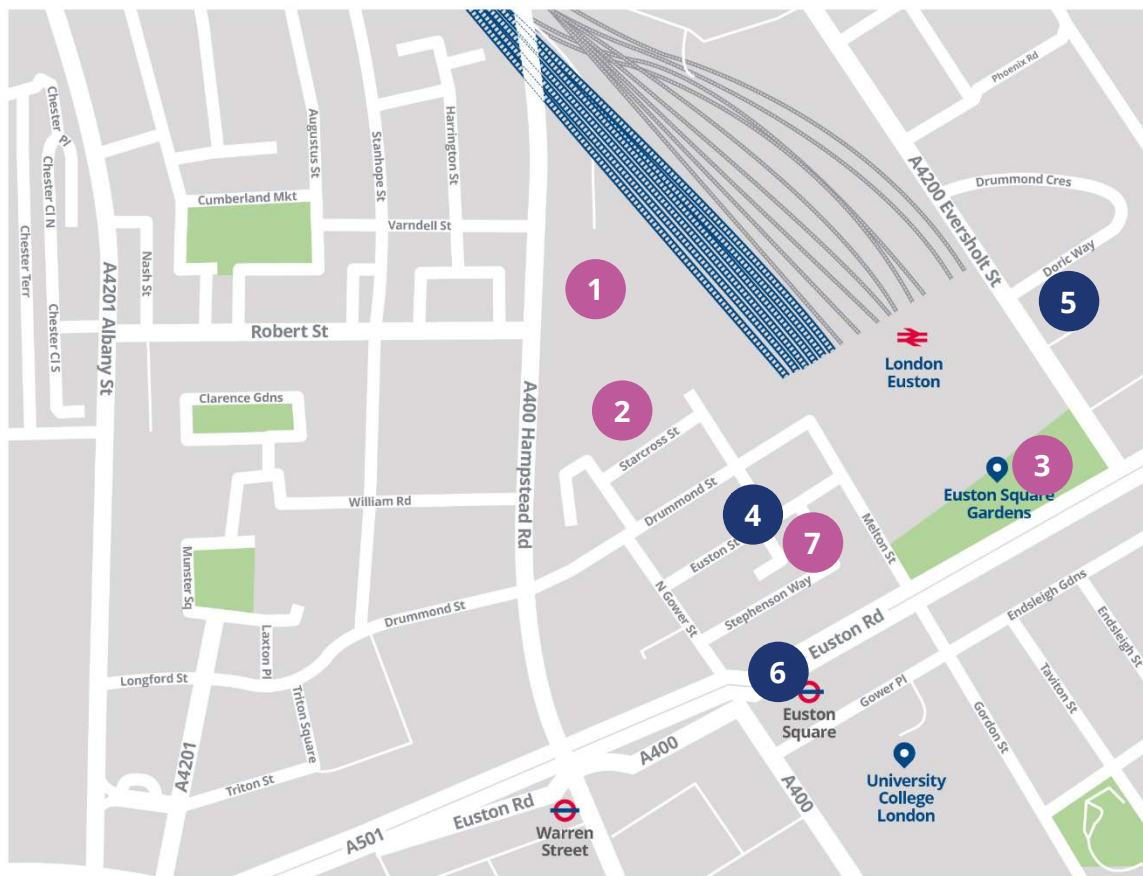 Phoenix Rd
Chester Pl
Augustus St
Stanhope St
Harrington St
A4200 Eversholt St
Drummond Cres
Chester Cl N
Cumberland Mkt
Varndell St
Chester Terr
Nash St
Doric Way
A4201 Albany St
1
5
Chester Cl S
Robert St
London
Euston
A400 Hampstead Rd
Clarence Gdns
2
Starcross St
3
Euston Square
Gardens
William Rd
Drummond St
4
Melton St
7
Euston St
Munster Sq
N Gower St
Stephenson Way
Drummond St
Euston Rd
Endsleigh Gdns
Endsleigh St
Laxton Pl
Longford St
6
Taviton St
Gower Pl
Euston
Square
Triton Square
Gordon St
A4201
A400
University
College
London
Triton St
A400
Euston Rd
A501
Warren
Street